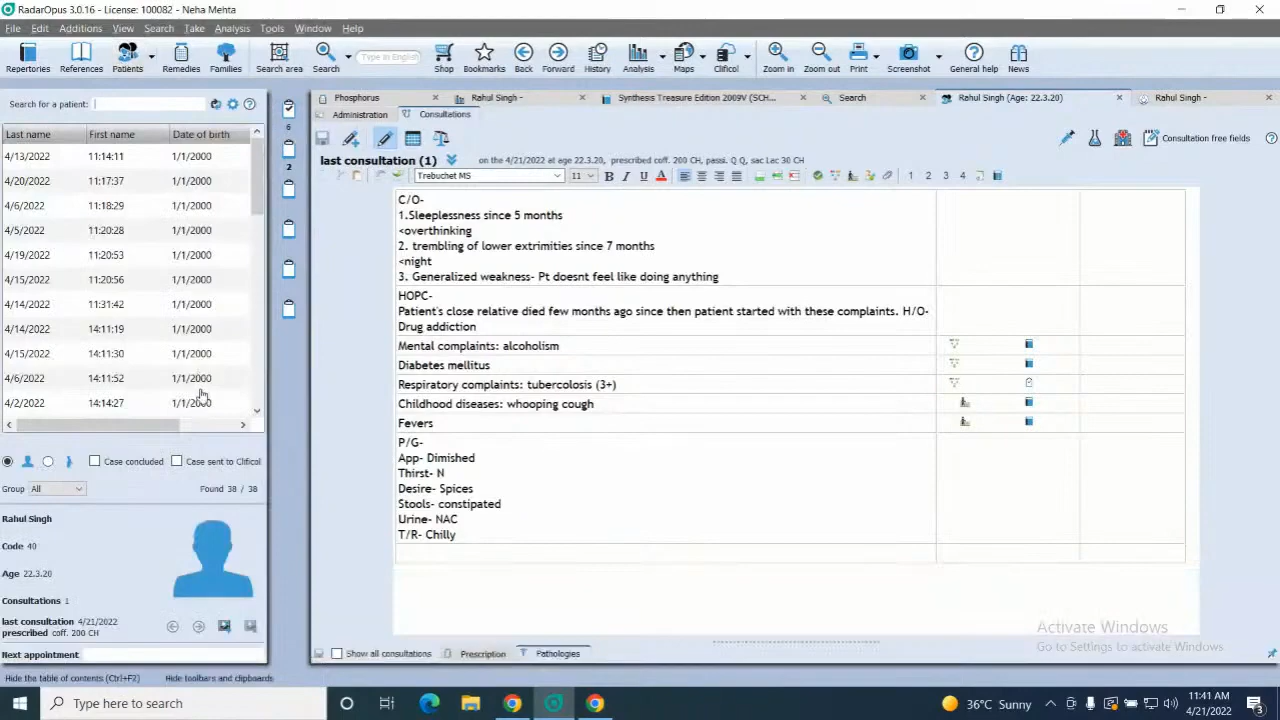 RadarOpus 3.0.16 - License: 100082 - Neha Mehta
File Edit Additions View Search Take Analysis Tools Window Help
Repertories References Patients Remedies Families Search area Search Type in English Shop Bookmarks Back Forward History Analysis Maps Clificol Zoom in Zoom out Print Screenshot General help News
Search for a patient:
Last name First name Date of birth
4/13/2022 11:14:11 1/1/2000
4/20/2022 11:17:37 1/1/2000
4/6/2022 11:18:29 1/1/2000
4/5/2022 11:20:28 1/1/2000
4/19/2022 11:20:53 1/1/2000
4/15/2022 11:20:56 1/1/2000
4/14/2022 11:31:42 1/1/2000
4/14/2022 14:11:19 1/1/2000
4/15/2022 14:11:30 1/1/2000
4/6/2022 14:11:52 1/1/2000
4/2/2022 14:14:27 1/1/2000
Case concluded Case sent to Clificol
Group All Found 38 / 38
Rahul Singh
Code 40
Age 22.3.20
Consultations 1
last consultation 4/21/2022
prescribed coff. 200 CH
Next appointment
6
2
Phosphorus Rahul Singh - Synthesis Treasure Edition 2009V (SCH... Search Rahul Singh (Age: 22.3.20) Rahul Singh -
Administration Consultations
Consultation free fields
last consultation (1) on the 4/21/2022 at age 22.3.20, prescribed coff. 200 CH, passi. Q Q, sac Lac 30 CH
Trebuchet MS 11 B I U A 1 2 3 4
C/O-
1.Sleeplessness since 5 months
<overthinking
2. trembling of lower extrimities since 7 months
<night
3. Generalized weakness- Pt doesnt feel like doing anything
HOPC-
Patient's close relative died few months ago since then patient started with these complaints. H/O-
Drug addiction
Mental complaints: alcoholism
Diabetes mellitus
Respiratory complaints: tubercolosis (3+)
Childhood diseases: whooping cough
Fevers
P/G-
App- Dimished
Thirst- N
Desire- Spices
Stools- constipated
Urine- NAC
T/R- Chilly
Activate Windows
Go to Settings to activate Windows
Show all consultations Prescription Pathologies
Hide the table of contents (Ctrl+F2) Hide toolbars and clipboards
Type here to search
36°C Sunny
11:41 AM
4/21/2022
3